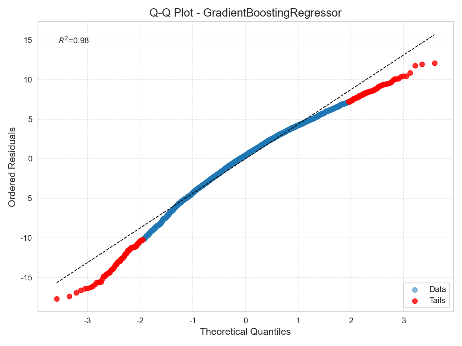 Q-Q Plot - GradientBoostingRegressor
R²=0.98
Ordered Residuals
15
10
5
0
-5
-10
-15
-3
-2
-1
0
1
2
3
Theoretical Quantiles
Data
Tails